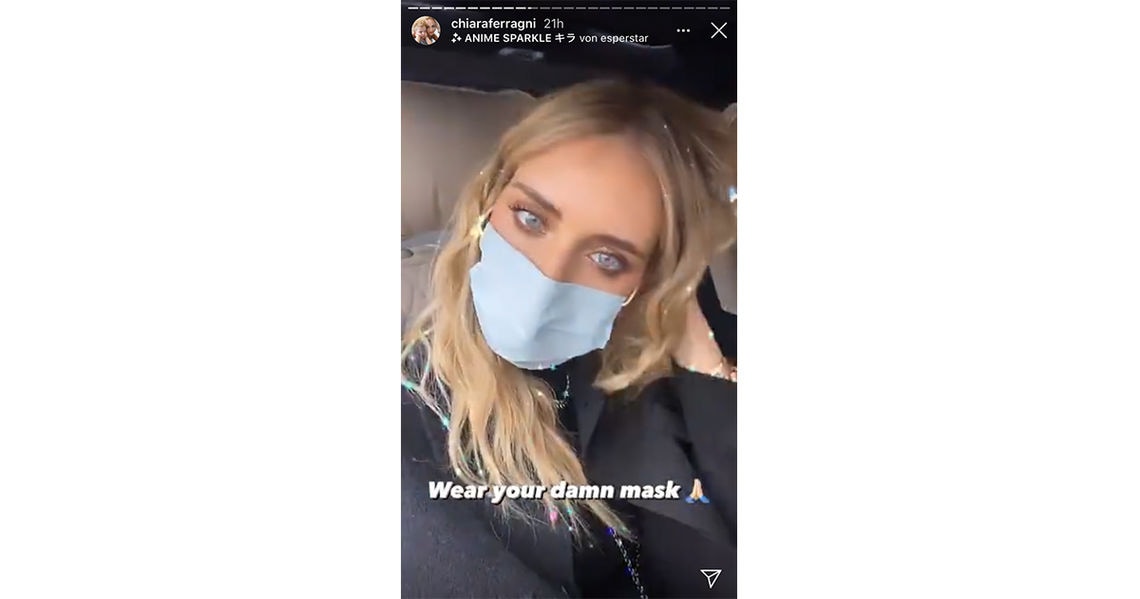 chiaraferragni 21h
✨ ANIME SPARKLE キラ von esperstar
Wear your damn mask 🙏🏻